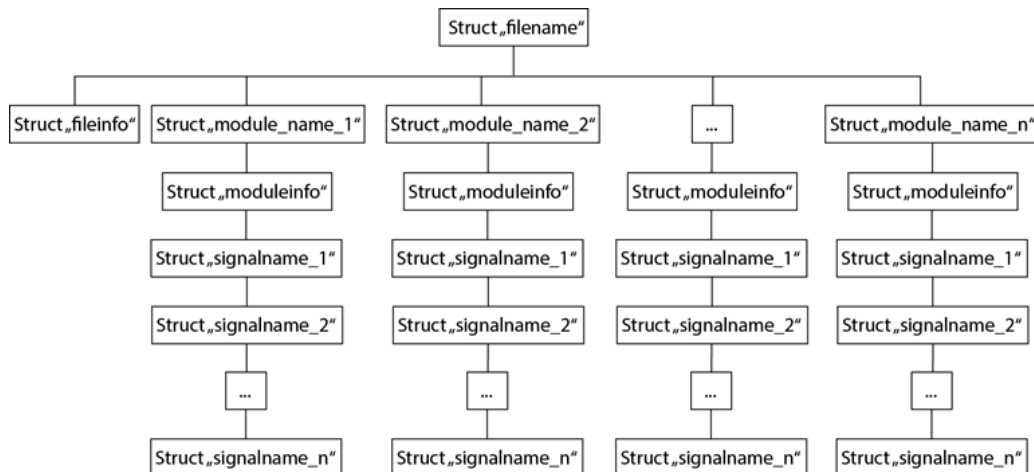 Struct„filename“
Struct„fileinfo“
Struct„module_name_1“
Struct„module_name_2“
...
Struct„module_name_n“
Struct„moduleinfo“
Struct„moduleinfo“
Struct„moduleinfo“
Struct„moduleinfo“
Struct„signalname_1“
Struct„signalname_1“
Struct„signalname_1“
Struct„signalname_1“
Struct„signalname_2“
Struct„signalname_2“
Struct„signalname_2“
Struct„signalname_2“
...
...
...
...
Struct„signalname_n“
Struct„signalname_n“
Struct„signalname_n“
Struct„signalname_n“